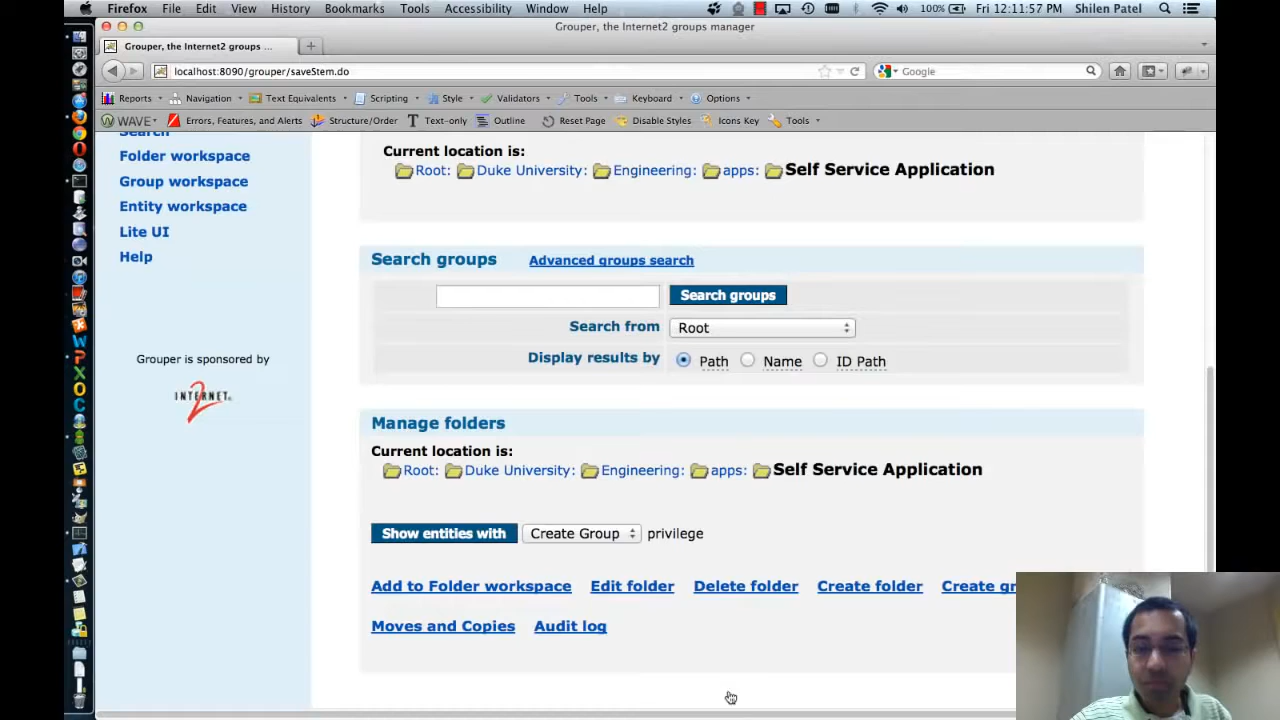 Firefox File Edit View History Bookmarks Tools Accessibility Window Help 100% Fri 12:11:57 PM Shilen Patel
Grouper, the Internet2 groups manager
Grouper, the Internet2 groups ...
localhost:8090/grouper/saveStem.do Google
Reports Navigation Text Equivalents Scripting Style Validators Tools Keyboard Options
WAVE Errors, Features, and Alerts Structure/Order Text-only Outline Reset Page Disable Styles Icons Key Tools
Search
Folder workspace
Group workspace
Entity workspace
Lite UI
Help
Grouper is sponsored by
INTERNET
2
Current location is:
Root: Duke University: Engineering: apps: Self Service Application
Search groups Advanced groups search
Search groups
Search from Root
Display results by Path Name ID Path
Manage folders
Current location is:
Root: Duke University: Engineering: apps: Self Service Application
Show entities with Create Group privilege
Add to Folder workspace Edit folder Delete folder Create folder Create gr
Moves and Copies Audit log